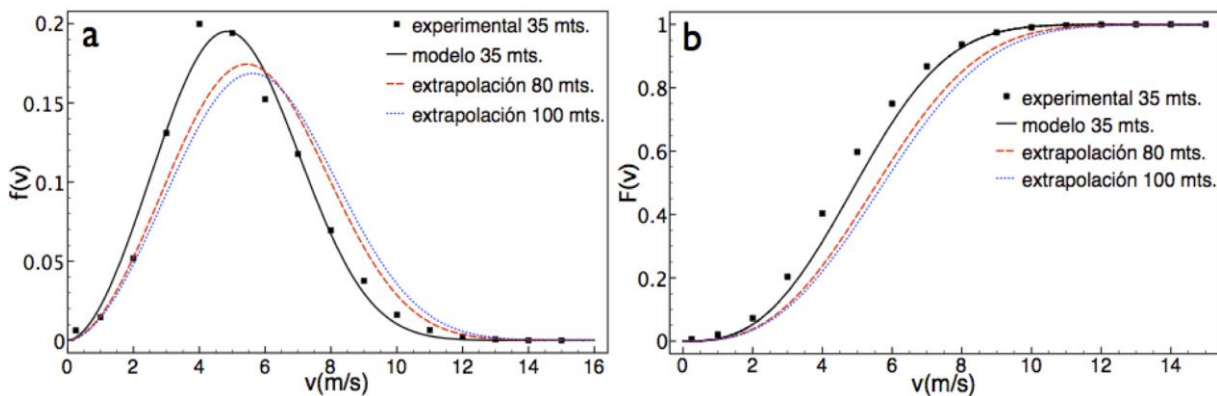 a
f(v)
0.2
0.15
0.1
0.05
0
0 2 4 6 8 10 12 14 16
v(m/s)
experimental 35 mts.
modelo 35 mts.
extrapolación 80 mts.
extrapolación 100 mts.
b
F(v)
1
0.8
0.6
0.4
0.2
0
0 2 4 6 8 10 12 14
v(m/s)
experimental 35 mts.
modelo 35 mts.
extrapolación 80 mts.
extrapolación 100 mts.